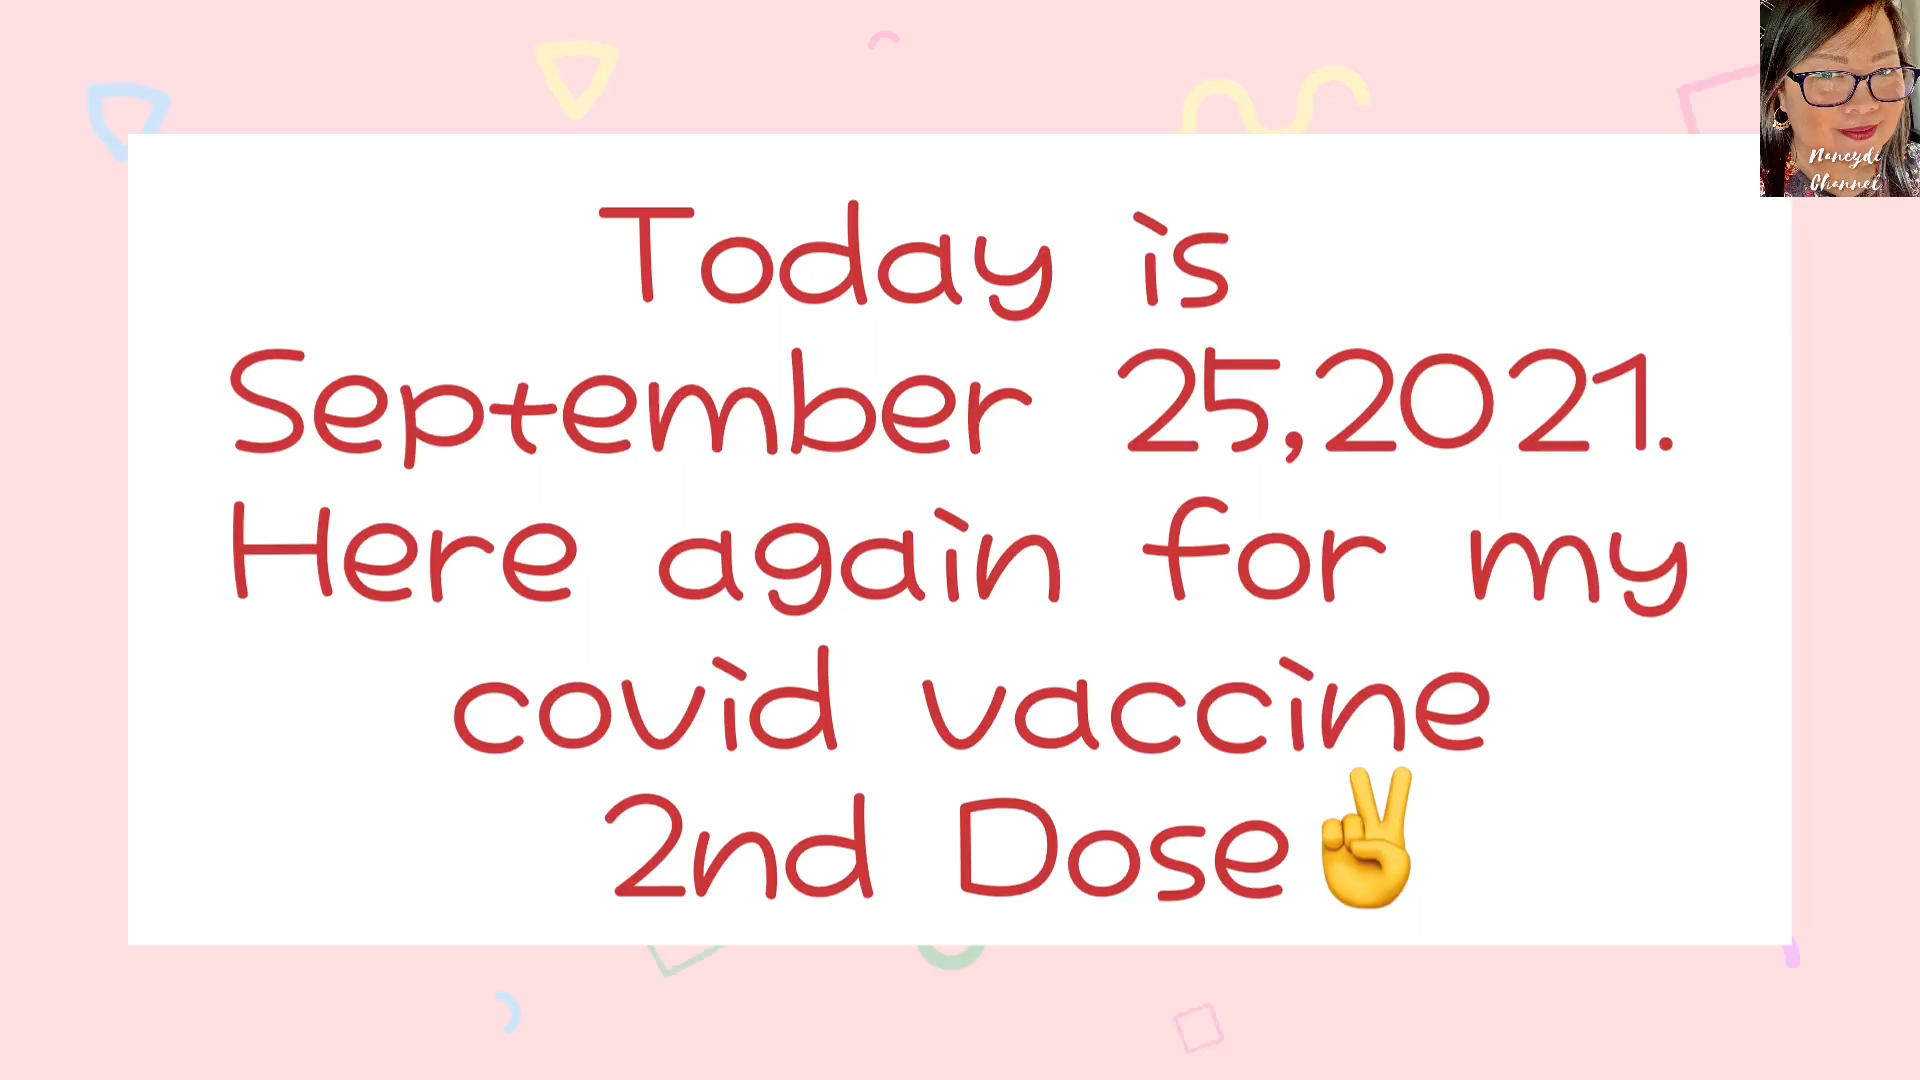 Today is
September 25,2021.
Here again for my
covid vaccine
2nd Dose✌️
Nancydi
Channel